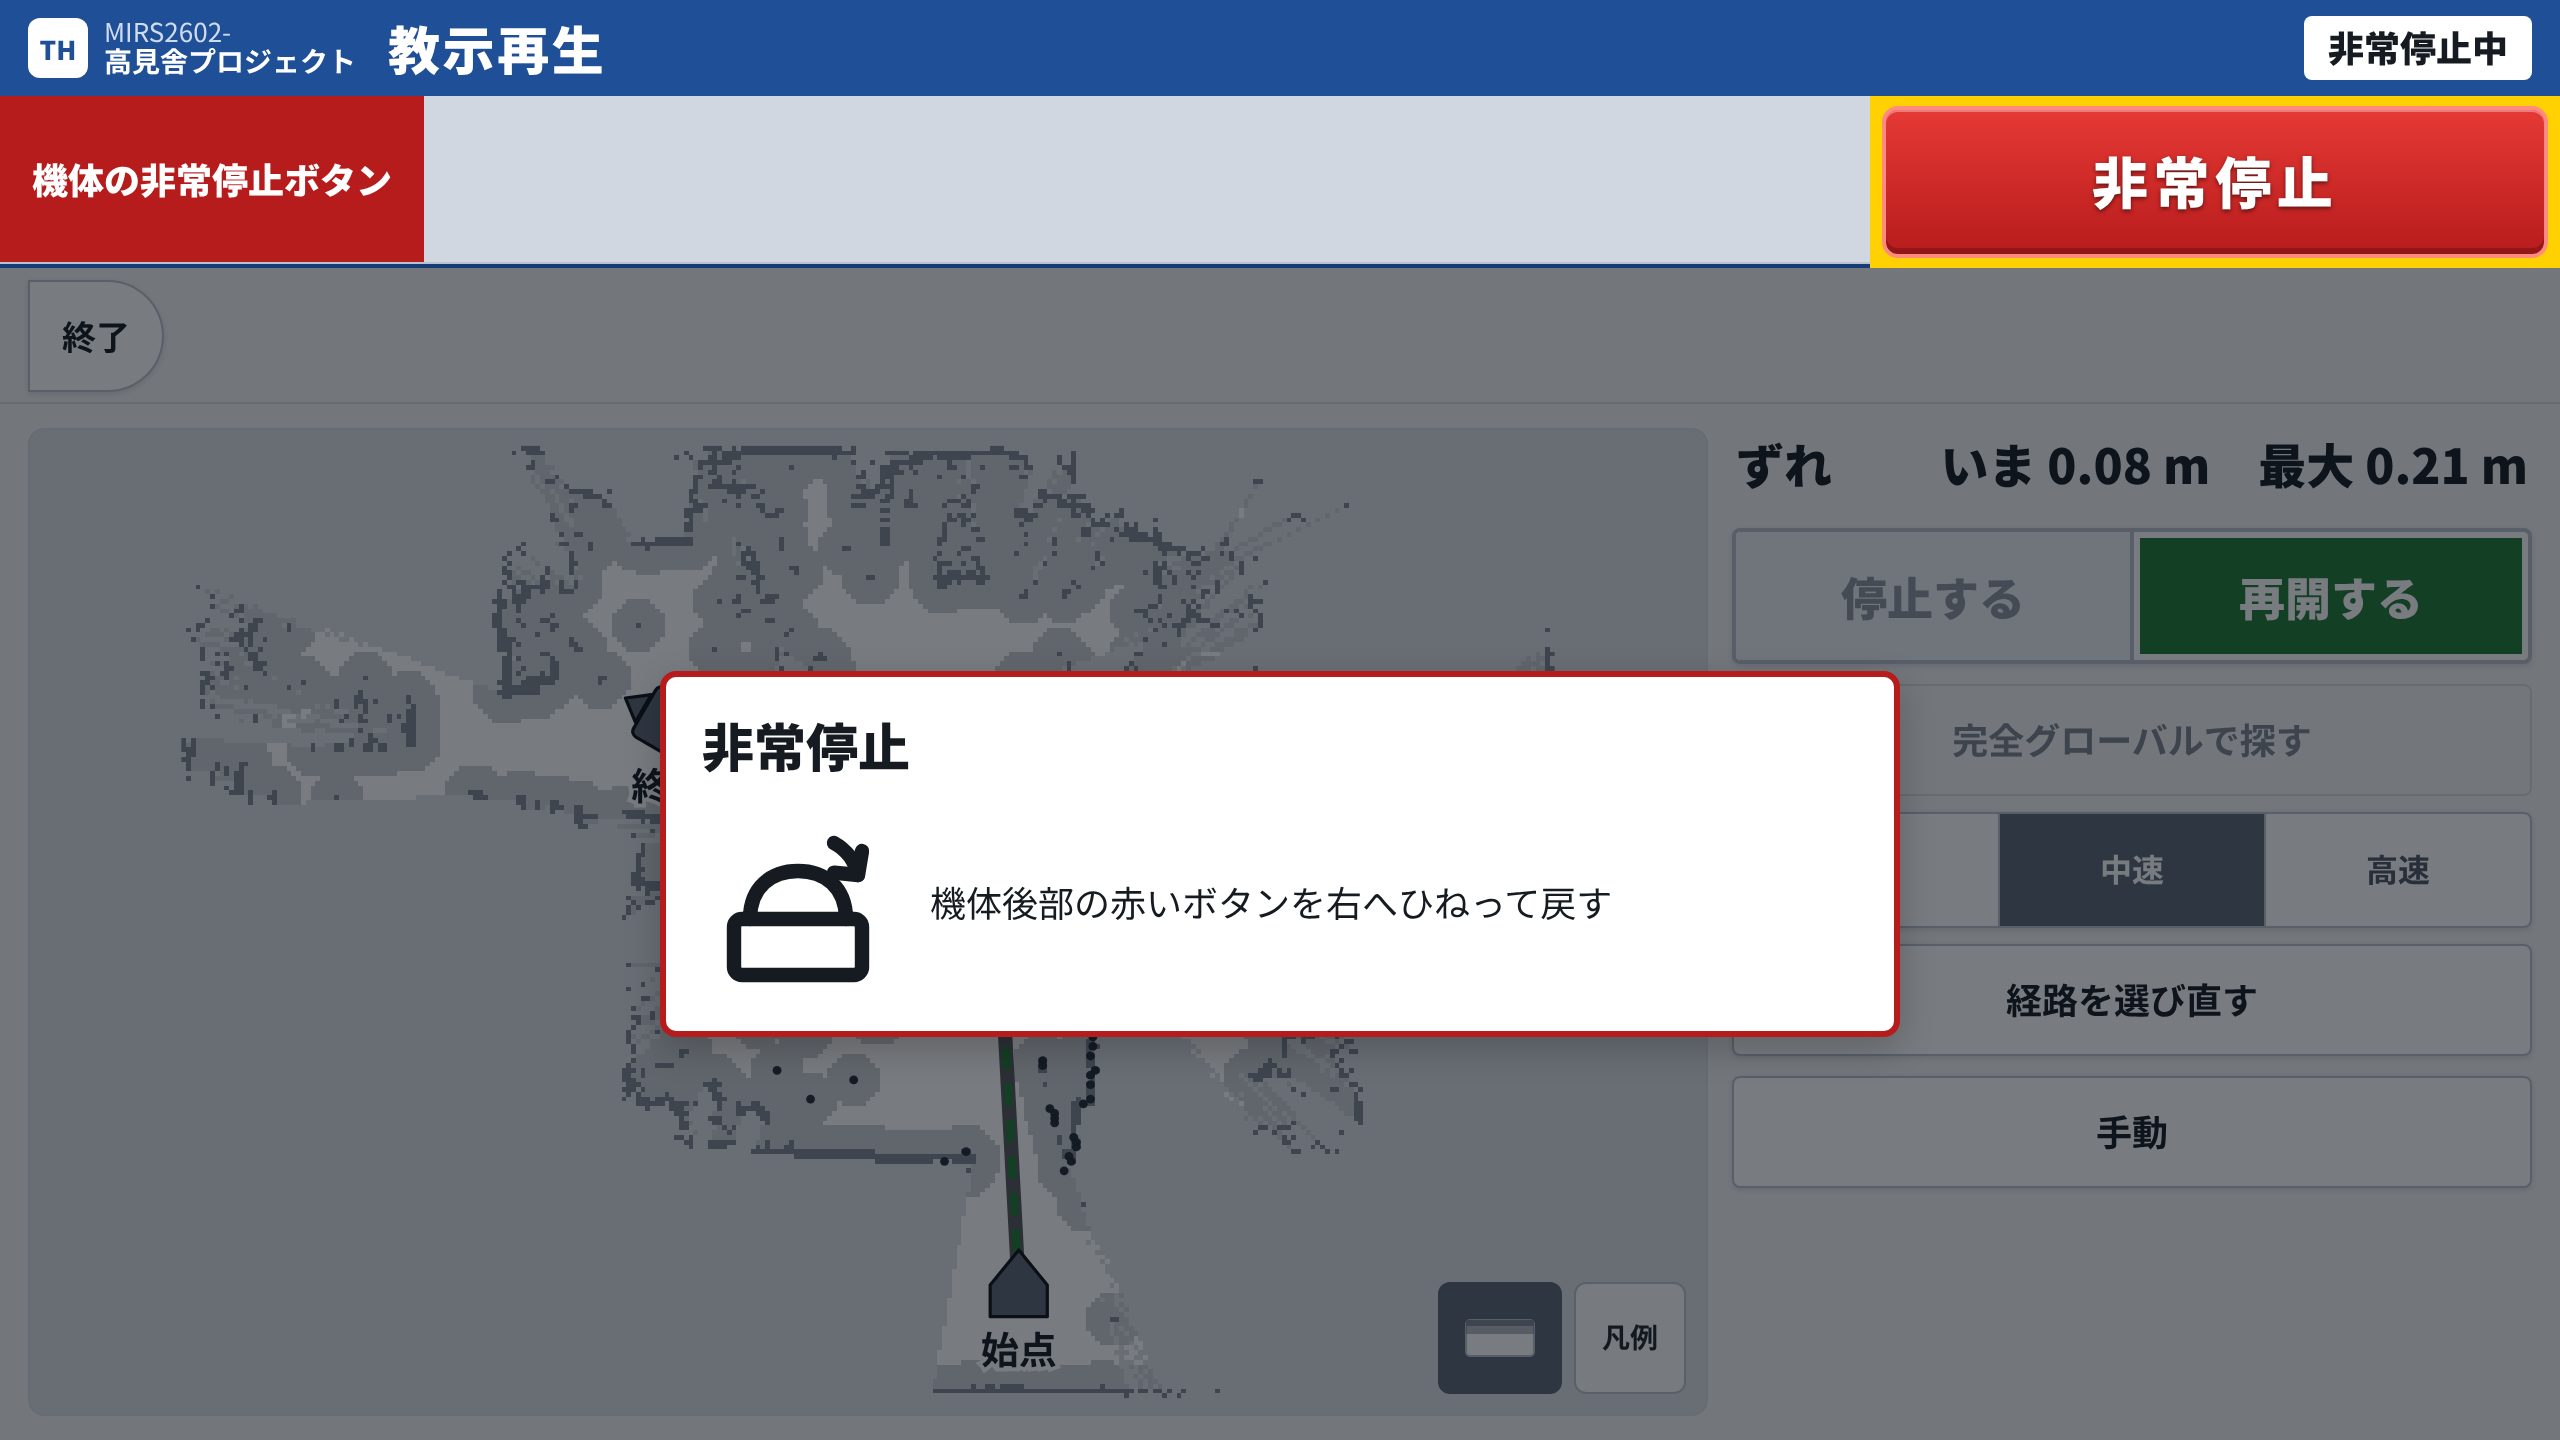 TH
MIRS2602-
高見舎プロジェクト
教示再生
非常停止中
機体の非常停止ボタン
非常停止
終了
ずれ いま 0.08 m 最大 0.21 m
停止する
再開する
完全グローバルで探す
中速
高速
経路を選び直す
手動
非常停止
機体後部の赤いボタンを右へひねって戻す
終
始点
凡例